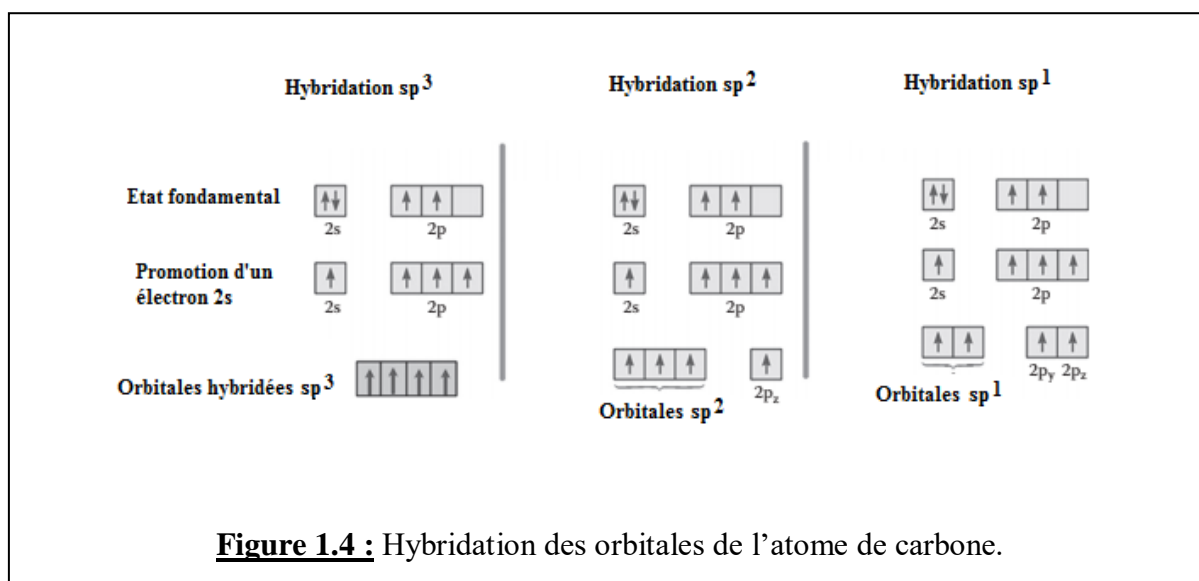 Hybridation sp3 Hybridation sp2 Hybridation sp1
Etat fondamental
2s 2p 2s 2p 2s 2p
Promotion d'un
électron 2s
2s 2p 2s 2p 2s 2p
Orbitales hybridées sp3
2pz 2py 2pz
Orbitales sp2 Orbitales sp1
Figure 1.4 : Hybridation des orbitales de l’atome de carbone.